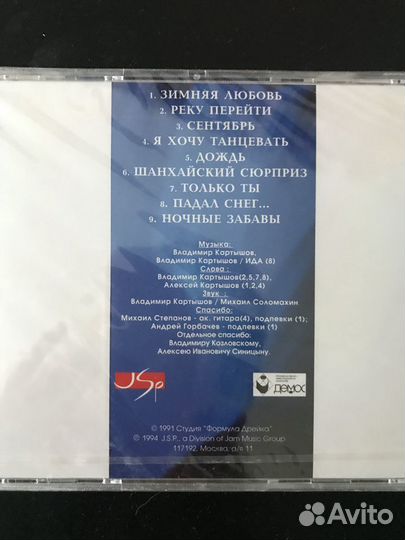 1. ЗИМНЯЯ ЛЮБОВЬ
2. РЕКУ ПЕРЕЙТИ
3. СЕНТЯБРЬ
4. Я ХОЧУ ТАНЦЕВАТЬ
5. ДОЖДЬ
6. ШАНХАЙСКИЙ СЮРПРИЗ
7. ТОЛЬКО ТЫ
8. ПАДАЛ СНЕГ...
9. НОЧНЫЕ ЗАБАВЫ
Музыка:
Владимир Картышов,
Владимир Картышов / ИДА (8)
Слова :
Владимир Картышов(2,5,7,8),
Алексей Картышов (1,2,4)
Звук :
Владимир Картышов / Михаил Соломахин
Спасибо:
Михаил Степанов - ак. гитара(4), подпевки (1);
Андрей Горбачев - подпевки (1)
Отдельное спасибо:
Владимиру Козловскому,
Алексею Ивановичу Синицыну.
JSP
ДЕМОС
© 1991 Студия "Формула Дрейка"
℗ 1994 J.S.P., a Division of Jam Music Group
117192, Москва, а/я 11
Avito